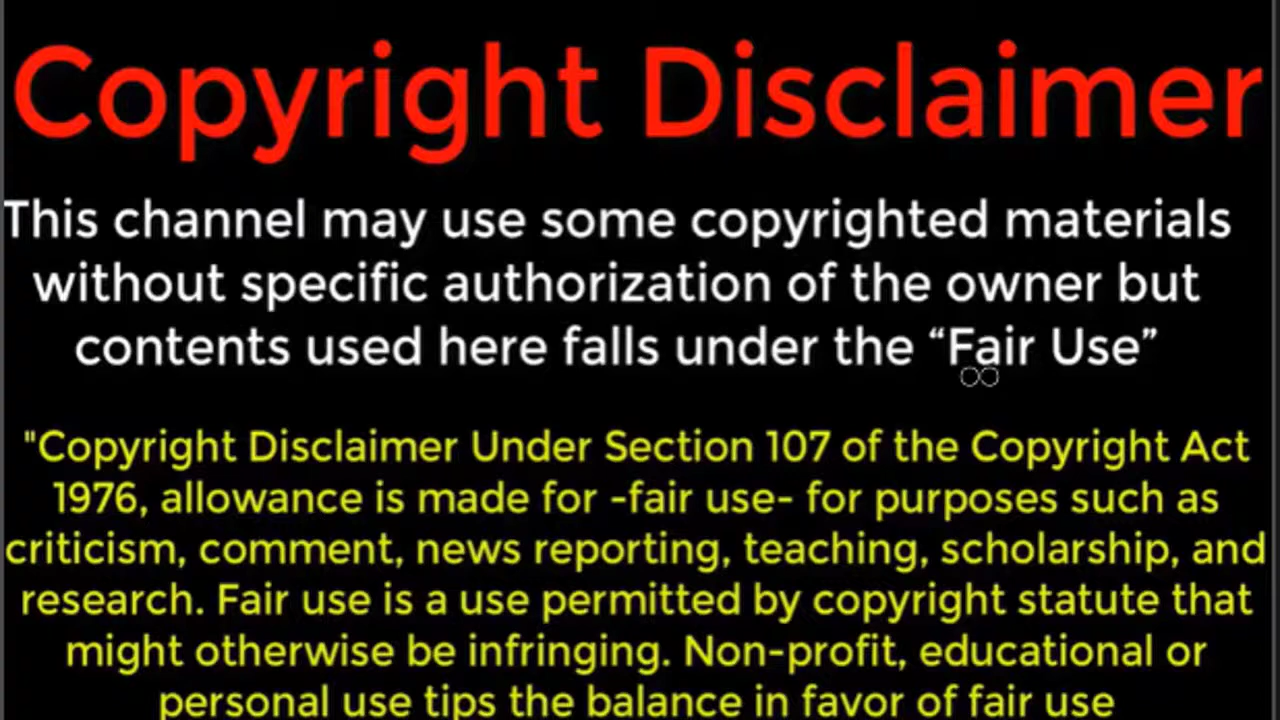 Copyright Disclaimer
This channel may use some copyrighted materials
without specific authorization of the owner but
contents used here falls under the “Fair Use”
"Copyright Disclaimer Under Section 107 of the Copyright Act
1976, allowance is made for -fair use- for purposes such as
criticism, comment, news reporting, teaching, scholarship, and
research. Fair use is a use permitted by copyright statute that
might otherwise be infringing. Non-profit, educational or
personal use tips the balance in favor of fair use